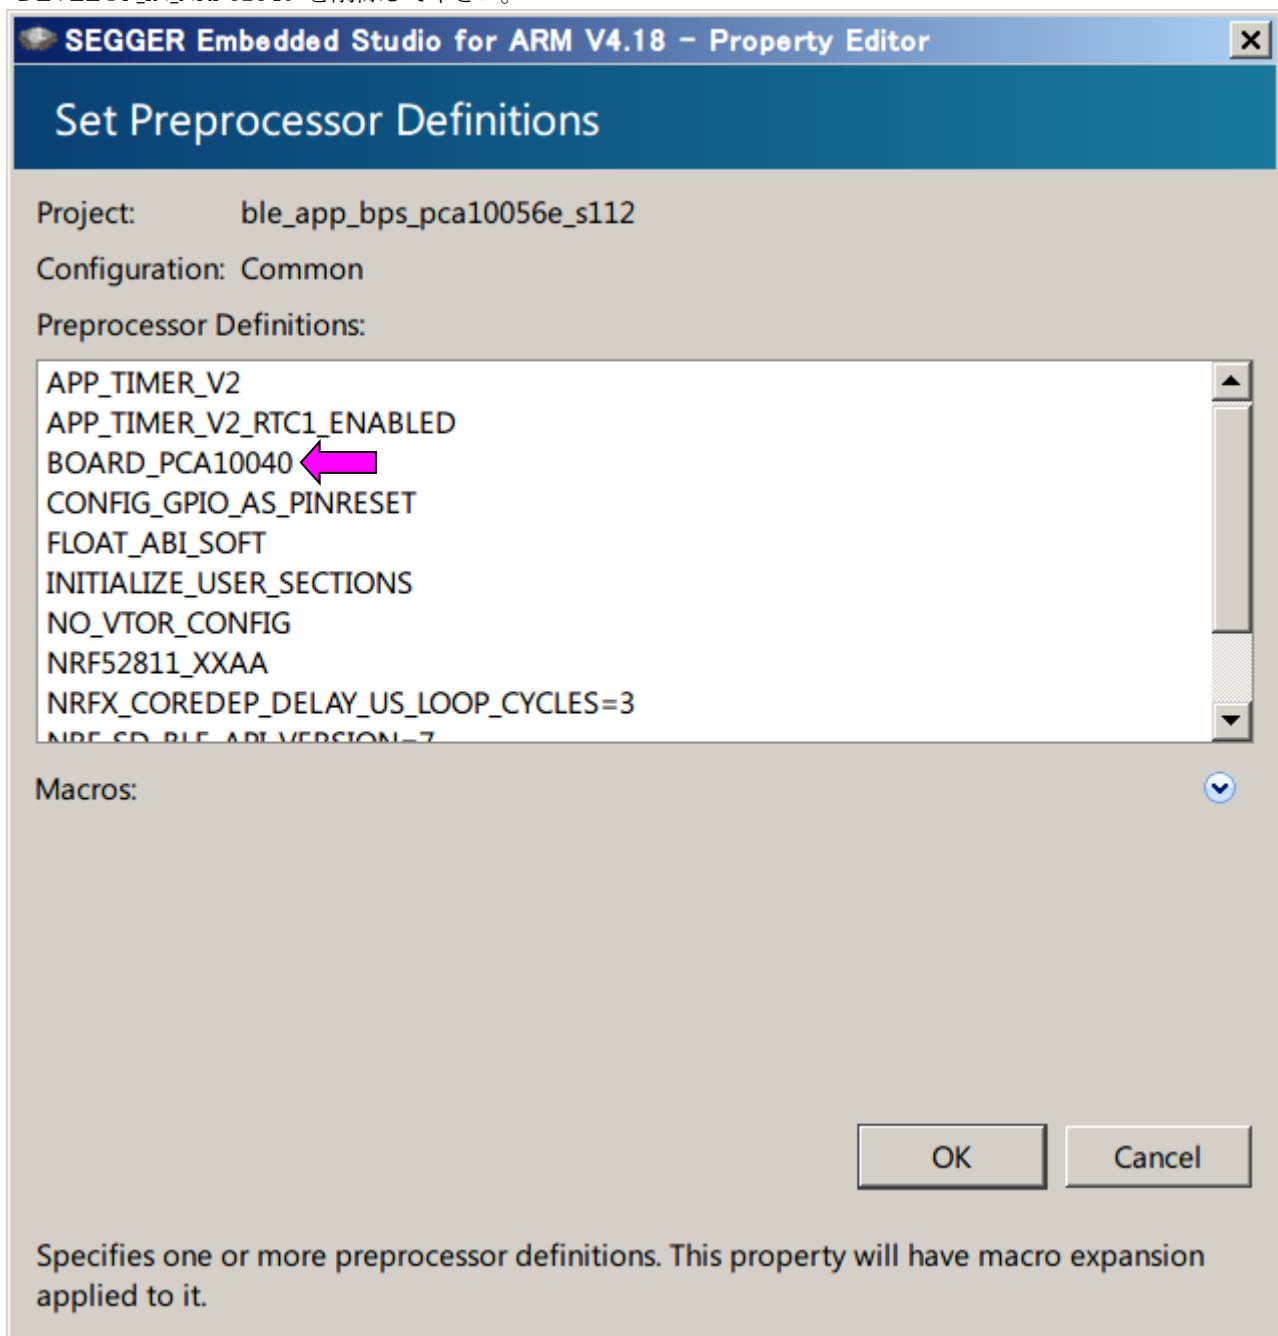 SEGGER Embedded Studio for ARM V4.18 - Property Editor
Set Preprocessor Definitions
Project: ble_app_bps_pca10056e_s112
Configuration: Common
Preprocessor Definitions:
APP_TIMER_V2
APP_TIMER_V2_RTC1_ENABLED
BOARD_PCA10040
CONFIG_GPIO_AS_PINRESET
FLOAT_ABI_SOFT
INITIALIZE_USER_SECTIONS
NO_VTOR_CONFIG
NRF52811_XXAA
NRFX_COREDEP_DELAY_US_LOOP_CYCLES=3
NRF_SD_BLE_API_VERSION=7
Macros:
OK Cancel
Specifies one or more preprocessor definitions. This property will have macro expansion
applied to it.